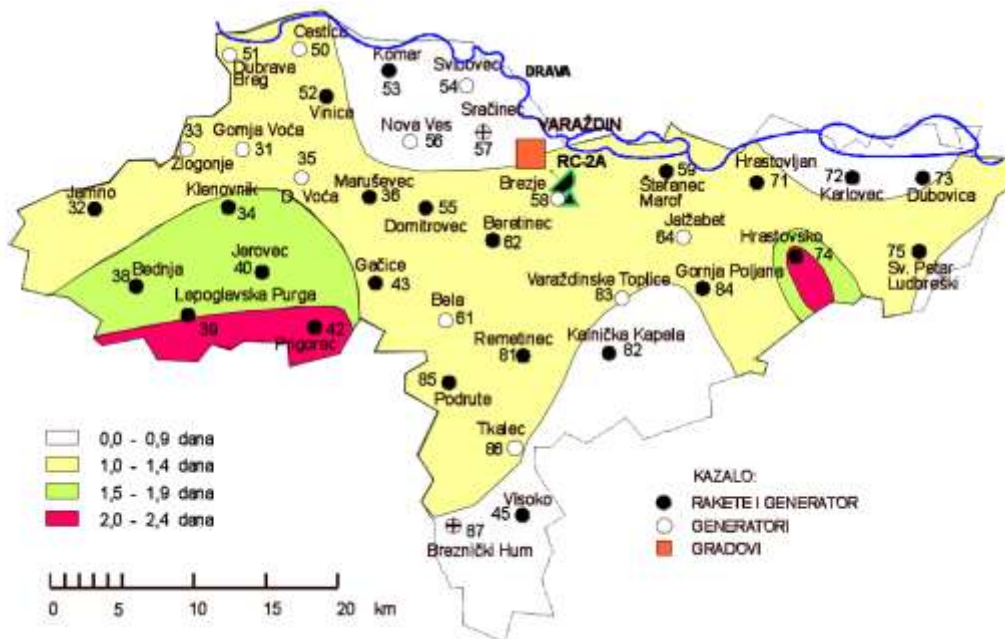 Cestica
50
51
Dubrava
Breg
Komar
53
Svibovec
54
DRAVA
52
Vinica
Sračinec
57
VARAŽDIN
Nova Ves
56
33
Zlogonje
Gornja Voća
31
35
D. Voća
RC-2A
Brezje
58
59
Štefanec
Marof
Hrastovljan
71
72
Karlovec
73
Dubovica
Jamno
32
Klenovnik
34
Maruševec
36
55
Domitrovec
Beretinec
62
Jalžabet
64
Hrastovsko
74
75
Sv. Petar
Ludbreški
38
Bednja
Jerovec
40
Gačice
43
Varaždinske Toplice
83
Gornja Poljana
84
Lepoglavska Purga
39
42
Prigorec
Bela
61
Remetinec
81
Kalnička Kapela
82
85
Podrute
Tkalec
86
Visoko
45
87
Breznički Hum
0,0 - 0,9 dana
1,0 - 1,4 dana
1,5 - 1,9 dana
2,0 - 2,4 dana
KAZALO:
RAKETE I GENERATOR
GENERATORI
GRADOVI
0 5 10 15 20 km